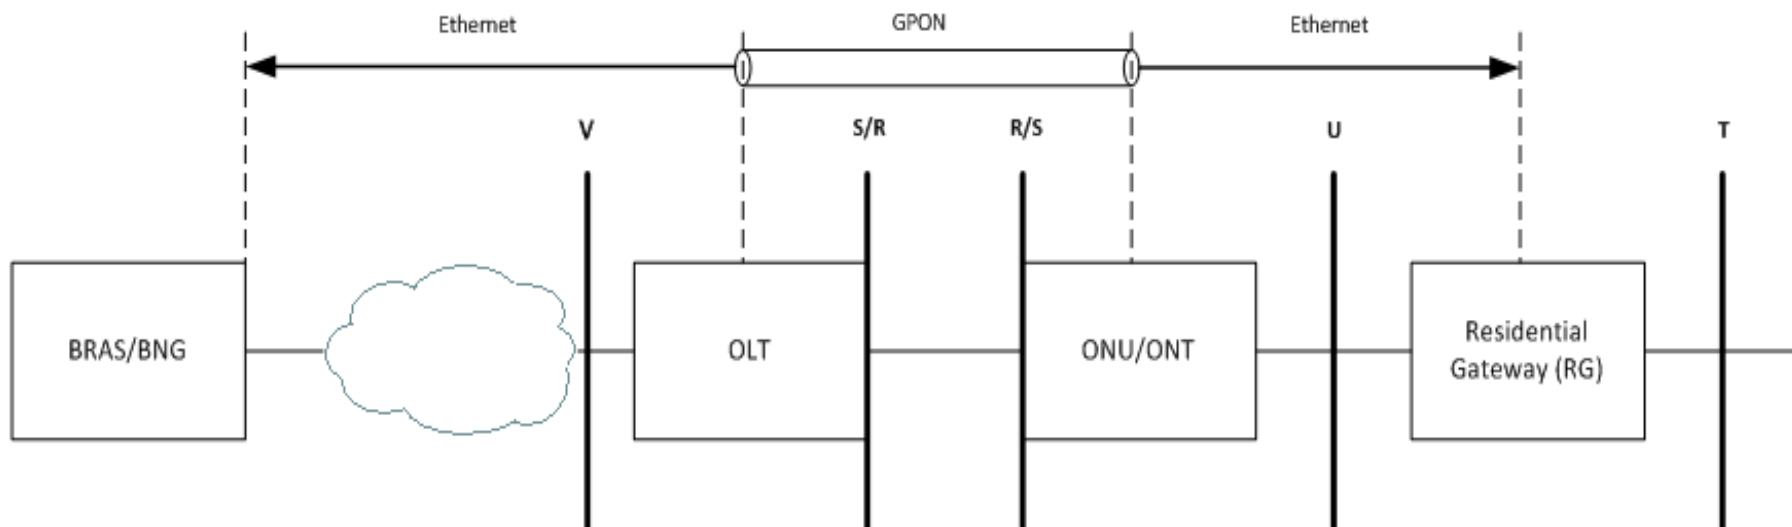 Ethernet
GPON
Ethernet
V
S/R
R/S
U
T
BRAS/BNG
OLT
ONU/ONT
Residential
Gateway (RG)